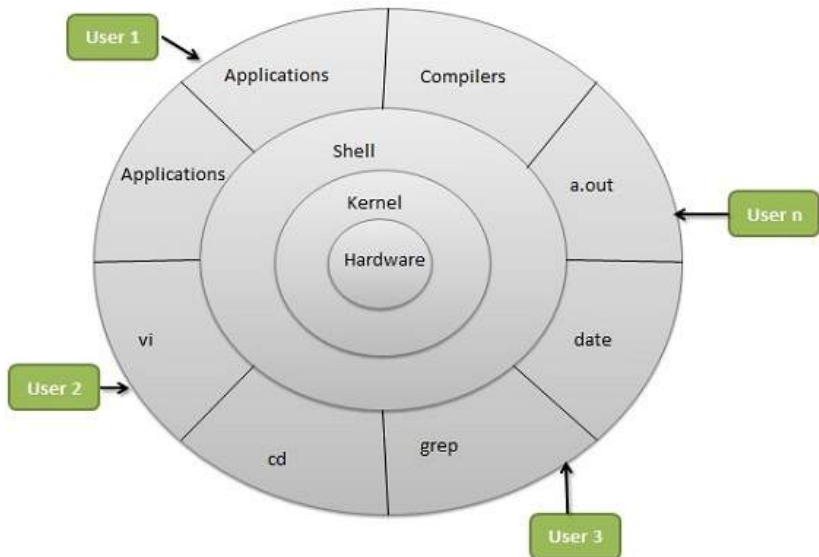 User 1
Applications
Compilers
Shell
Applications
a.out
Kernel
User n
Hardware
vi
date
User 2
cd
grep
User 3